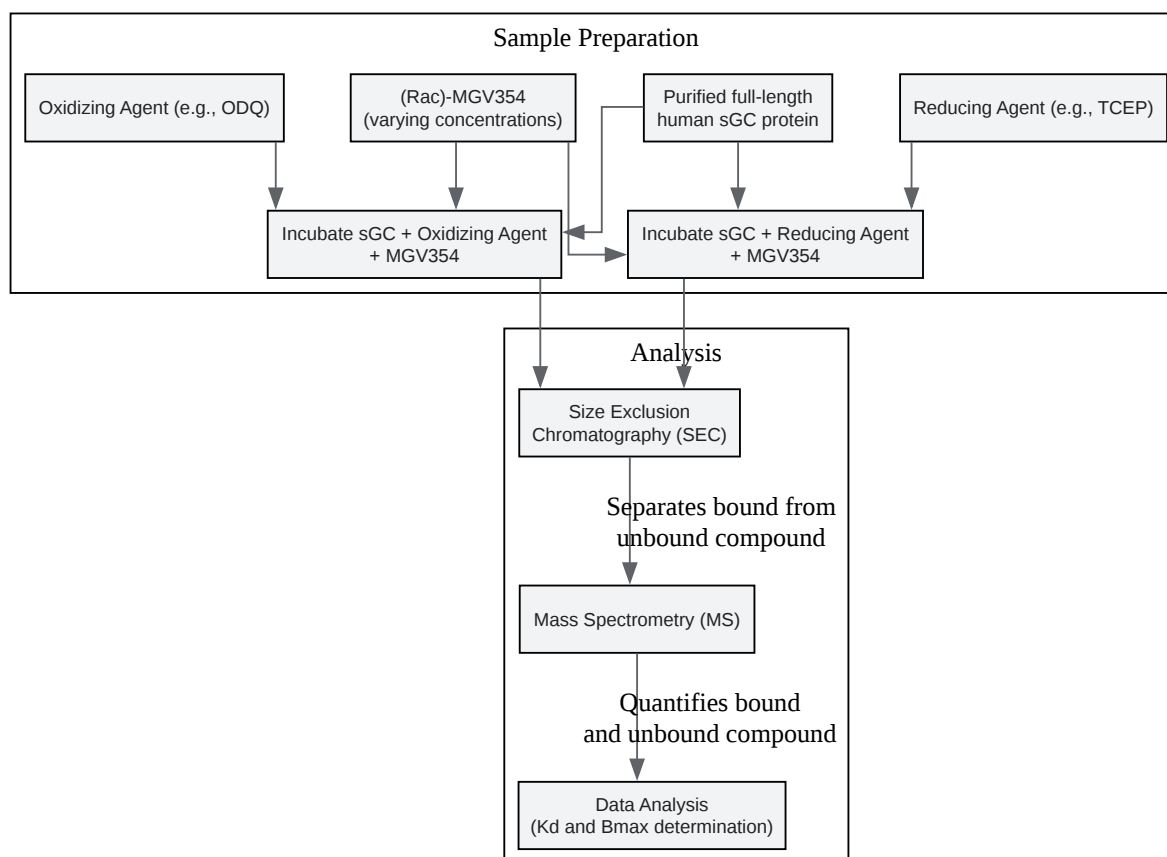 Sample Preparation
Oxidizing Agent (e.g., ODQ)
(Rac)-MGV354
(varying concentrations)
Purified full-length
human sGC protein
Reducing Agent (e.g., TCEP)
Incubate sGC + Oxidizing Agent
+ MGV354
Incubate sGC + Reducing Agent
+ MGV354
Analysis
Size Exclusion
Chromatography (SEC)
Separates bound from
unbound compound
Mass Spectrometry (MS)
Quantifies bound
and unbound compound
Data Analysis
(Kd and Bmax determination)